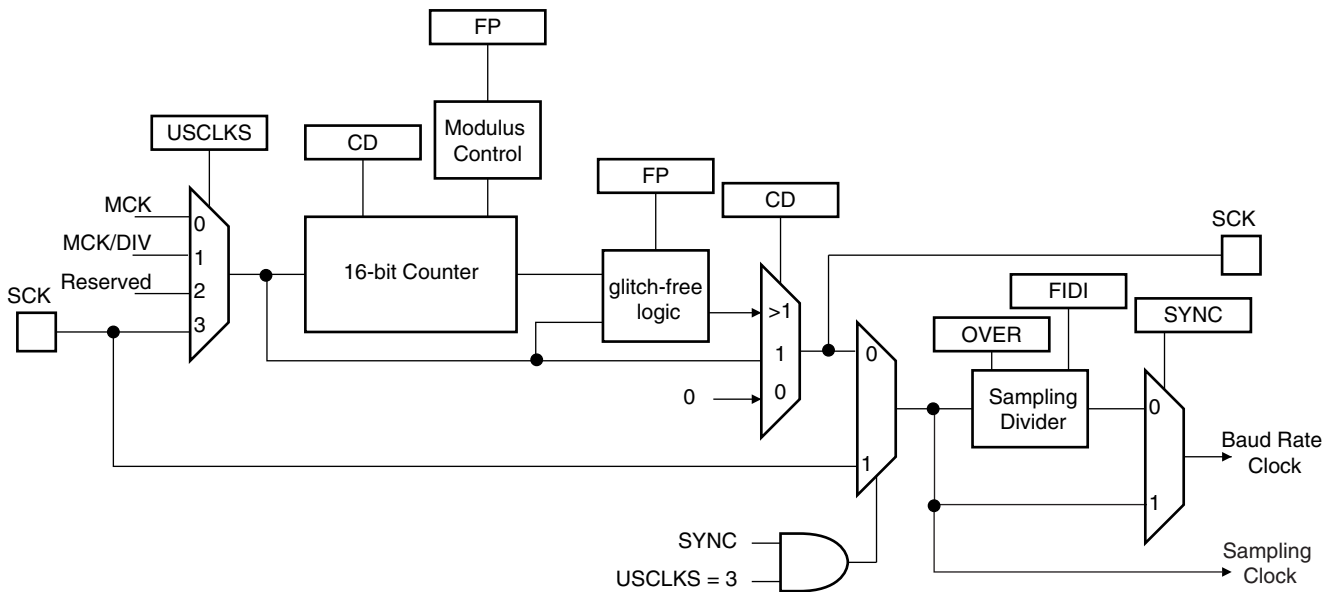 FP
USCLKS
CD
Modulus
Control
FP
CD
MCK
0
MCK/DIV
1
Reserved
2
SCK
3
16-bit Counter
glitch-free
logic
>1
1
0
0
SCK
FIDI
OVER
SYNC
0
1
Sampling
Divider
0
1
Baud Rate
Clock
SYNC
USCLKS = 3
Sampling
Clock